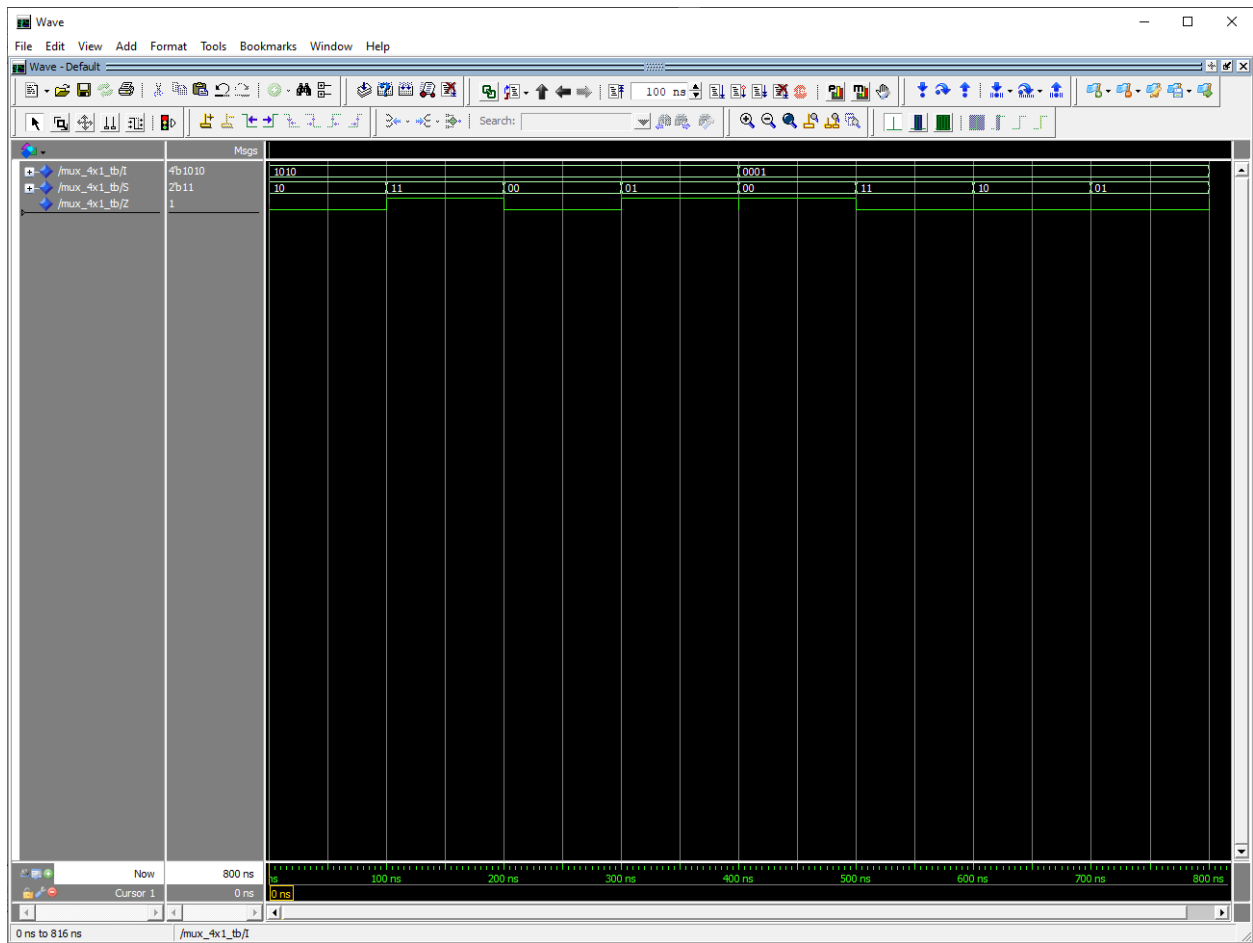 Wave
File Edit View Add Format Tools Bookmarks Window Help
Wave - Default
100 ns
Search:
Msgs
/mux_4x1_tb/I 4'b1010 1010 0001
/mux_4x1_tb/S 2'b11 10 11 00 01 00 11 10 01
/mux_4x1_tb/Z 1
Now 800 ns ns 100 ns 200 ns 300 ns 400 ns 500 ns 600 ns 700 ns 800 ns
Cursor 1 0 ns 0 ns
0 ns to 816 ns /mux_4x1_tb/I